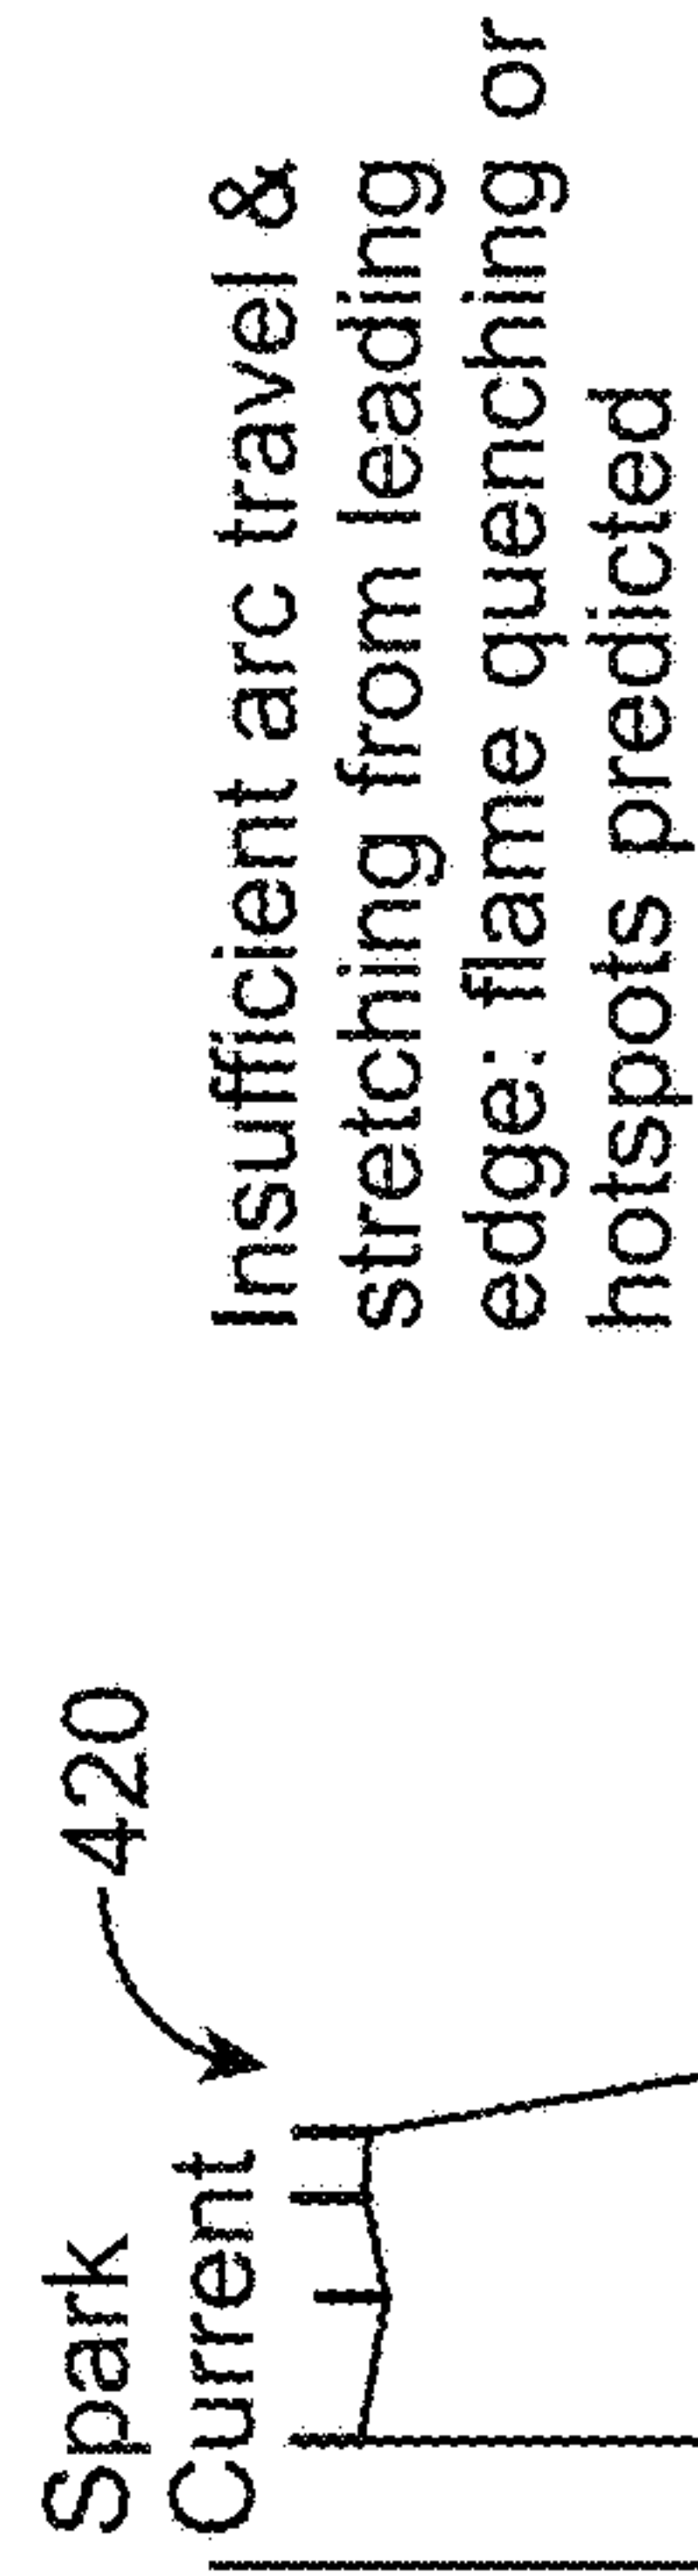 Spark
Current
420
Insufficient arc travel &
stretching from leading
edge: flame quenching or
hotspots predicted